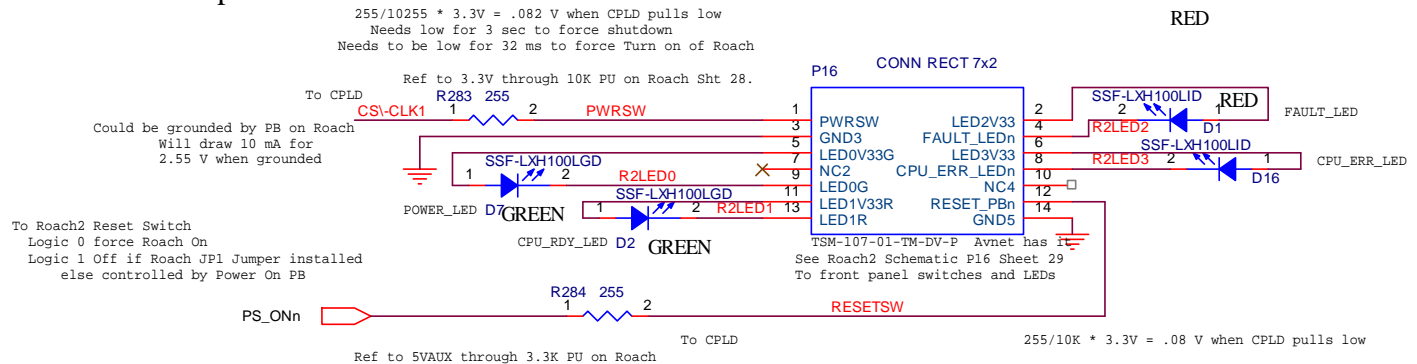 255/10255 * 3.3V = .082 V when CPLD pulls low
Needs low for 3 sec to force shutdown
Needs to be low for 32 ms to force Turn on of Roach
RED
Ref to 3.3V through 10K PU on Roach Sht 28.
P16
CONN RECT 7x2
To CPLD
CS\-CLK1
R283 255
1 2
PWRSW
Could be grounded by PB on Roach
Will draw 10 mA for
2.55 V when grounded
1 PWRSW
3 GND3
5 LED0V33G
7 NC2
9 LED0G
11 LED1V33R
13 LED1R
LED2V33 2
FAULT_LEDn 4
LED3V33 6
CPU_ERR_LEDn 8
NC4 10
RESET_PBn 12
GND5 14
SSF-LXH100LID
RED
2 1
R2LED2
D1
FAULT_LED
SSF-LXH100LID
R2LED3 2 1
D16
CPU_ERR_LED
SSF-LXH100LGD
1 2 R2LED0
POWER_LED D7 GREEN
SSF-LXH100LGD
1 2 R2LED1
CPU_RDY_LED D2 GREEN
To Roach2 Reset Switch
Logic 0 force Roach On
Logic 1 Off if Roach JP1 Jumper installed
else controlled by Power On PB
TSM-107-01-TM-DV-P Avnet has it
See Roach2 Schematic P16 Sheet 29
To front panel switches and LEDs
PS_ONn
R284 255
1 2
RESETSW
To CPLD
255/10K * 3.3V = .08 V when CPLD pulls low
Ref to 5VAUX through 3.3K PU on Roach